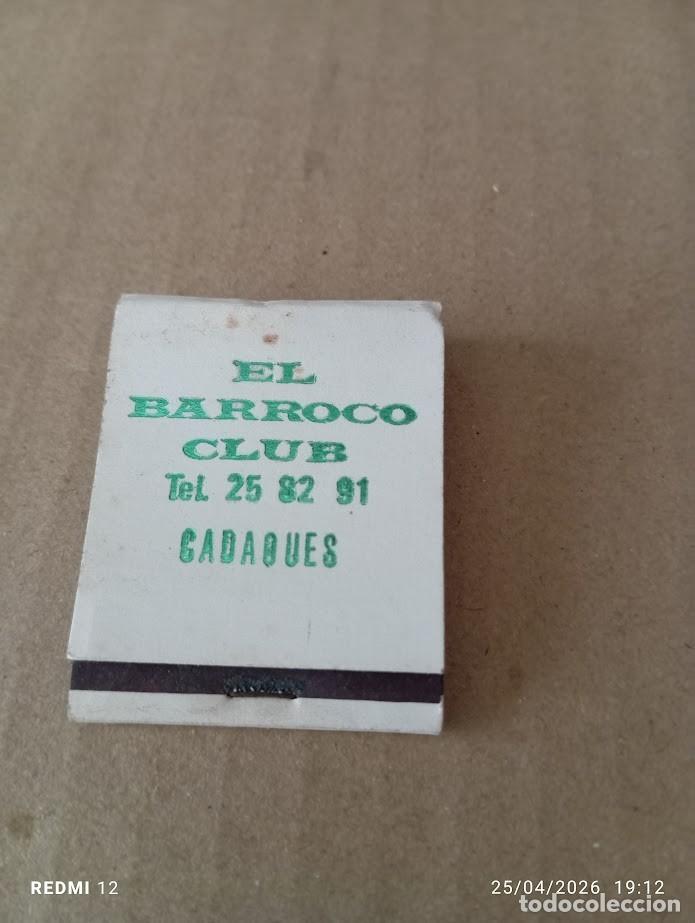 EL
BARROCO
CLUB
Tel. 25 82 91
CADAQUES
REDMI 12
25/04/2026 19:12
todocoleccion